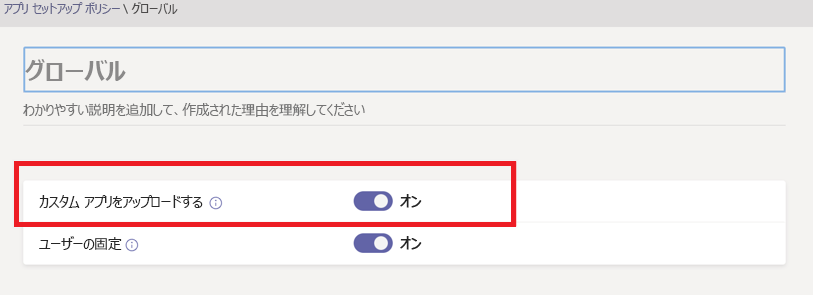 アプリ セットアップ ポリシー \ グローバル
グローバル
わかりやすい説明を追加して、作成された理由を理解してください
カスタム アプリをアップロードする オン
ユーザーの固定 オン